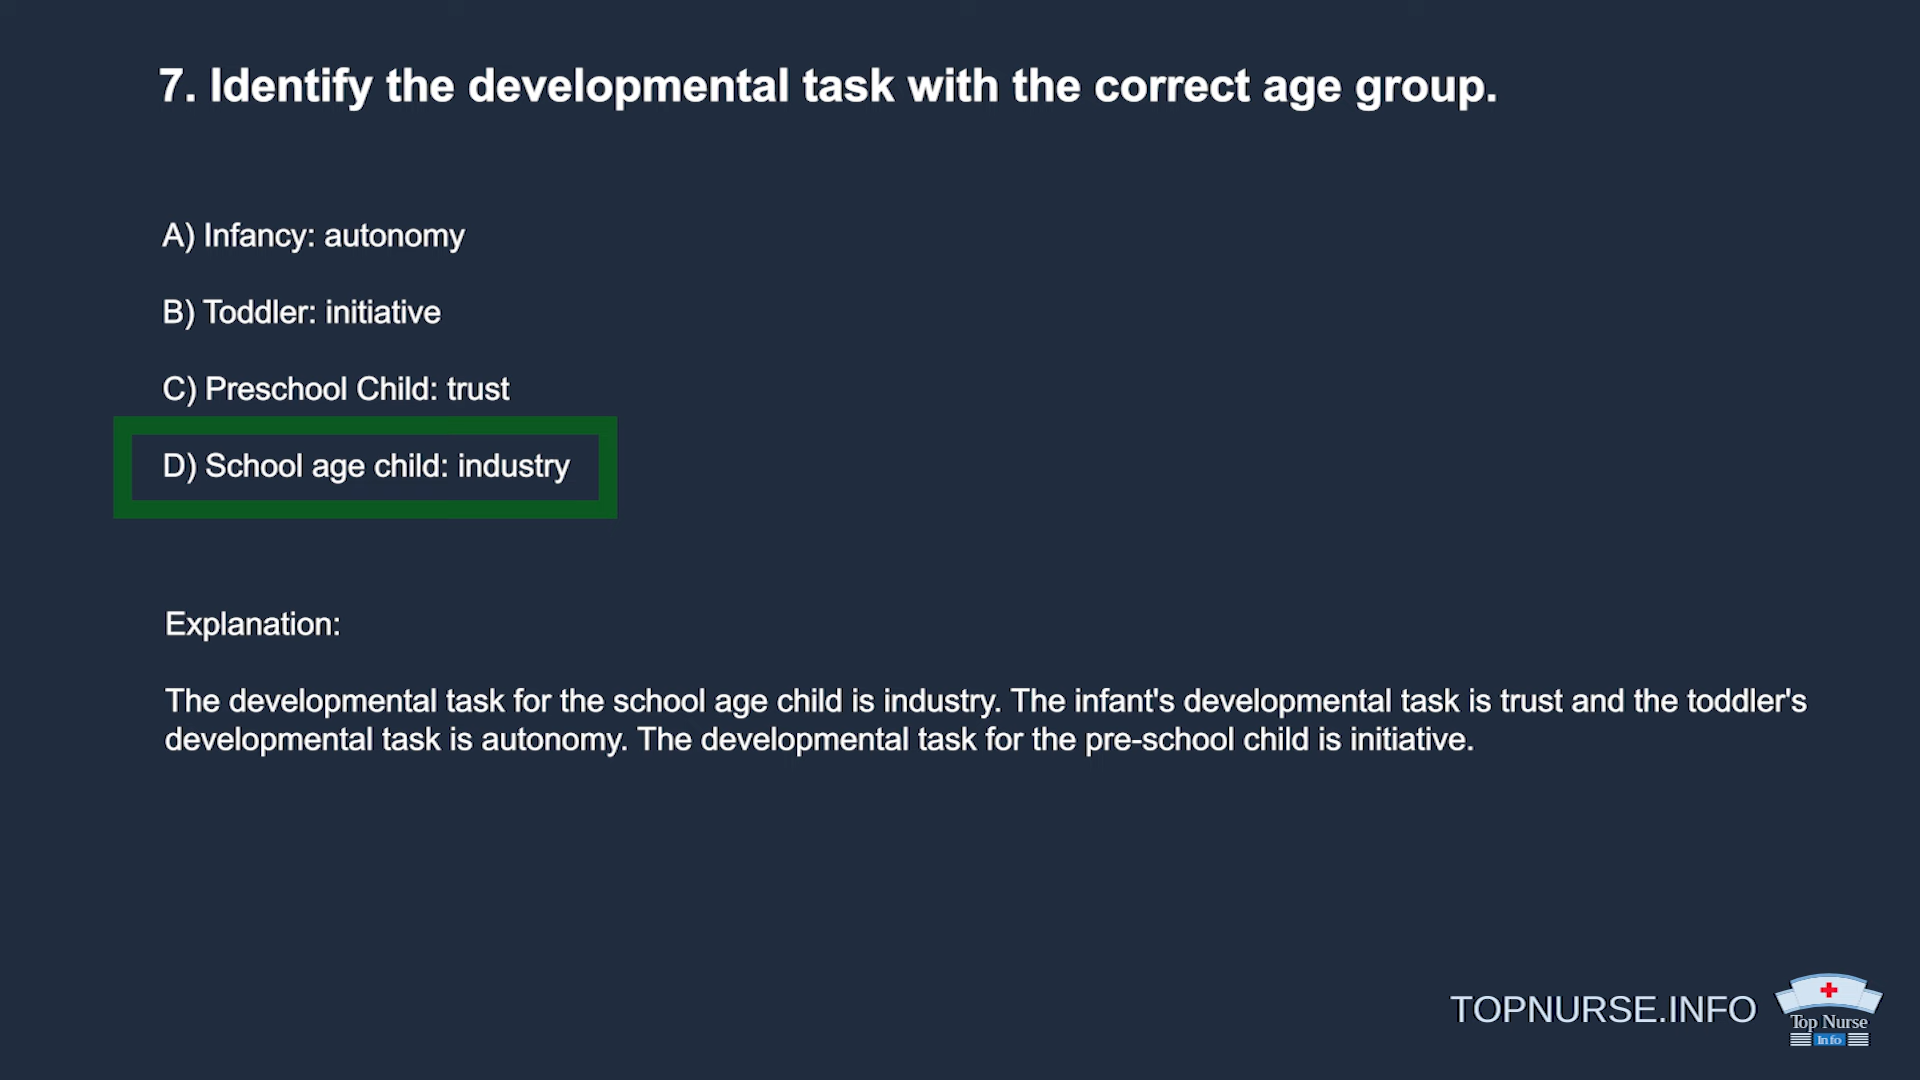 7. Identify the developmental task with the correct age group.
A) Infancy: autonomy
B) Toddler: initiative
C) Preschool Child: trust
D) School age child: industry
Explanation:
The developmental task for the school age child is industry. The infant's developmental task is trust and the toddler's
developmental task is autonomy. The developmental task for the pre-school child is initiative.
TOPNURSE.INFO
Top Nurse
Info